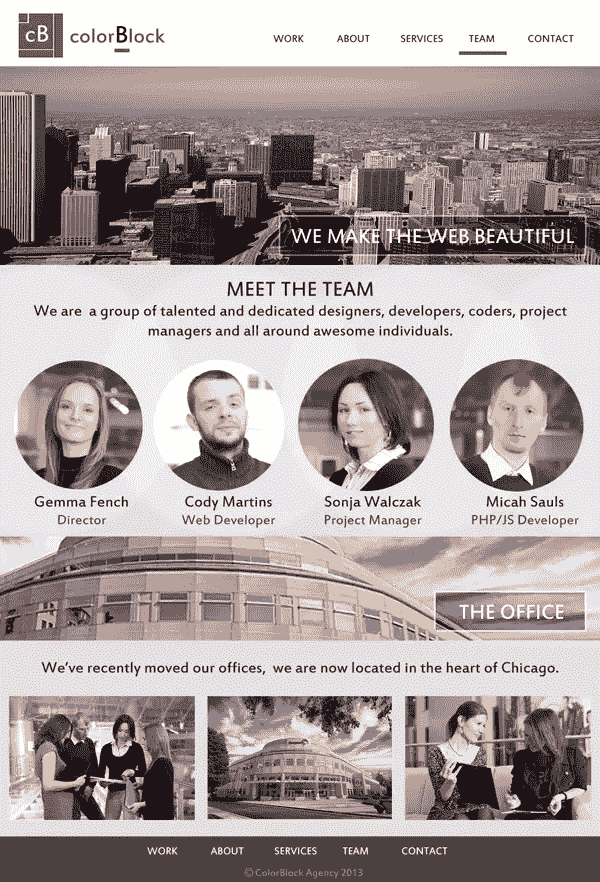 cB colorBlock
WORK ABOUT SERVICES TEAM CONTACT
WE MAKE THE WEB BEAUTIFUL
MEET THE TEAM
We are a group of talented and dedicated designers, developers, coders, project
managers and all around awesome individuals.
Gemma Fench Cody Martins Sonja Walczak Micah Sauls
Director Web Developer Project Manager PHP/JS Developer
THE OFFICE
We've recently moved our offices, we are now located in the heart of Chicago.
WORK ABOUT SERVICES TEAM CONTACT
© ColorBlock Agency 2013